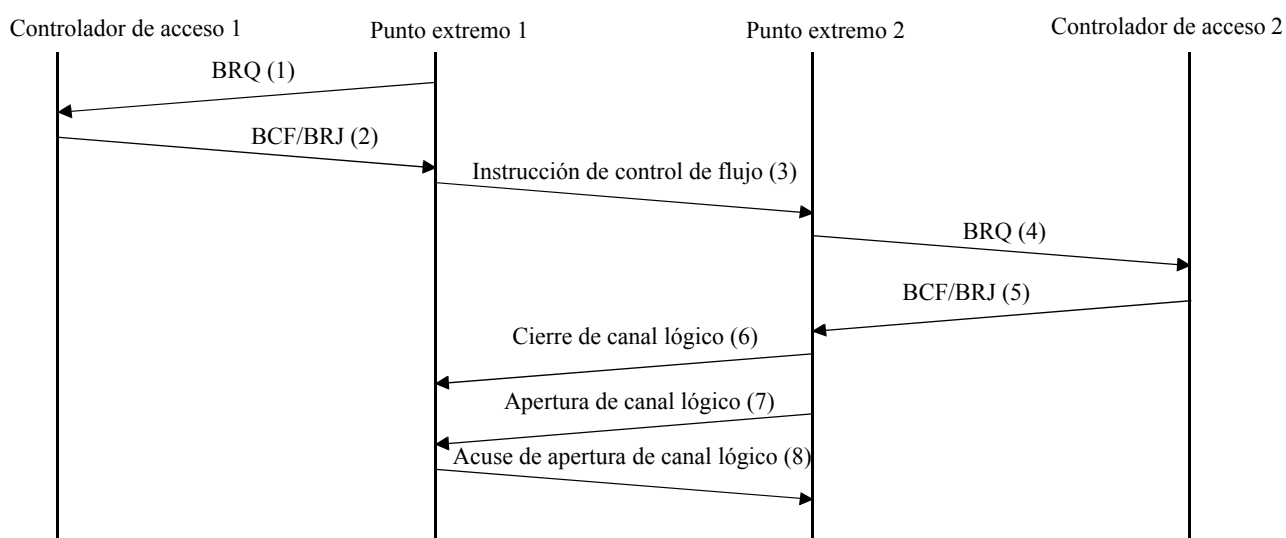 Controlador de acceso 1
Punto extremo 1
Punto extremo 2
Controlador de acceso 2
BRQ (1)
BCF/BRJ (2)
Instrucción de control de flujo (3)
BRQ (4)
BCF/BRJ (5)
Cierre de canal lógico (6)
Apertura de canal lógico (7)
Acuse de apertura de canal lógico (8)